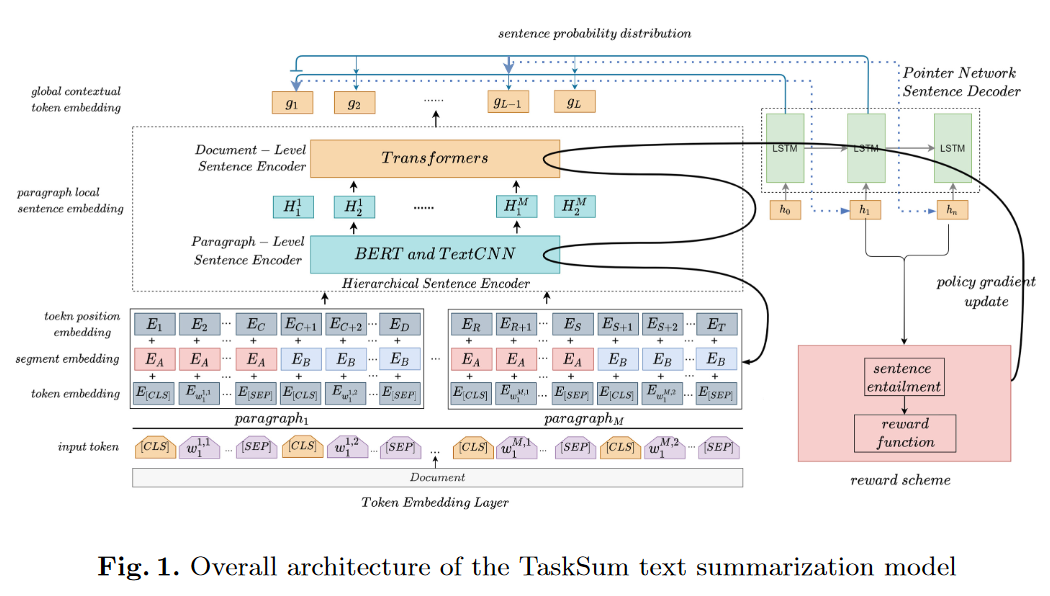 sentence probability distribution
global contextual
token embedding
g₁ g₂ ...... g_{L−1} g_L
Pointer Network
Sentence Decoder
LSTM LSTM LSTM
h₀ h₁ h_n
Document − Level
Sentence Encoder
Transformers
paragraph local
sentence embedding
H_1^1 H_2^1 ...... H_1^M H_2^M
Paragraph − Level
Sentence Encoder
BERT and TextCNN
Hierarchical Sentence Encoder
policy gradient
update
toekn position
embedding
E_1 E_2 ... E_C E_{C+1} E_{C+2} ... E_D E_R E_{R+1} ... E_S E_{S+1} E_{S+2} ... E_T
+ + + + + + + + + + + +
segment embedding
E_A E_A ... E_A E_B E_B ... E_B ... E_A E_A ... E_A E_B E_B ... E_B
+ + + + + + + + + + + +
token embedding
E_{[CLS]} E_{w_1^{1,1}} ... E_{[SEP]} E_{[CLS]} E_{w_1^{1,2}} ... E_{[SEP]} E_{[CLS]} E_{w_1^{M,1}} ... E_{[SEP]} E_{[CLS]} E_{w_1^{M,2}} ... E_{[SEP]}
paragraph₁ paragraph_M
input token
[CLS] w_1^{1,1} ... [SEP] [CLS] w_1^{1,2} ... [SEP] ... [CLS] w_1^{M,1} ... [SEP] [CLS] w_1^{M,2} ... [SEP]
Document
Token Embedding Layer
sentence
entailment
reward
function
reward scheme
Fig. 1. Overall architecture of the TaskSum text summarization model